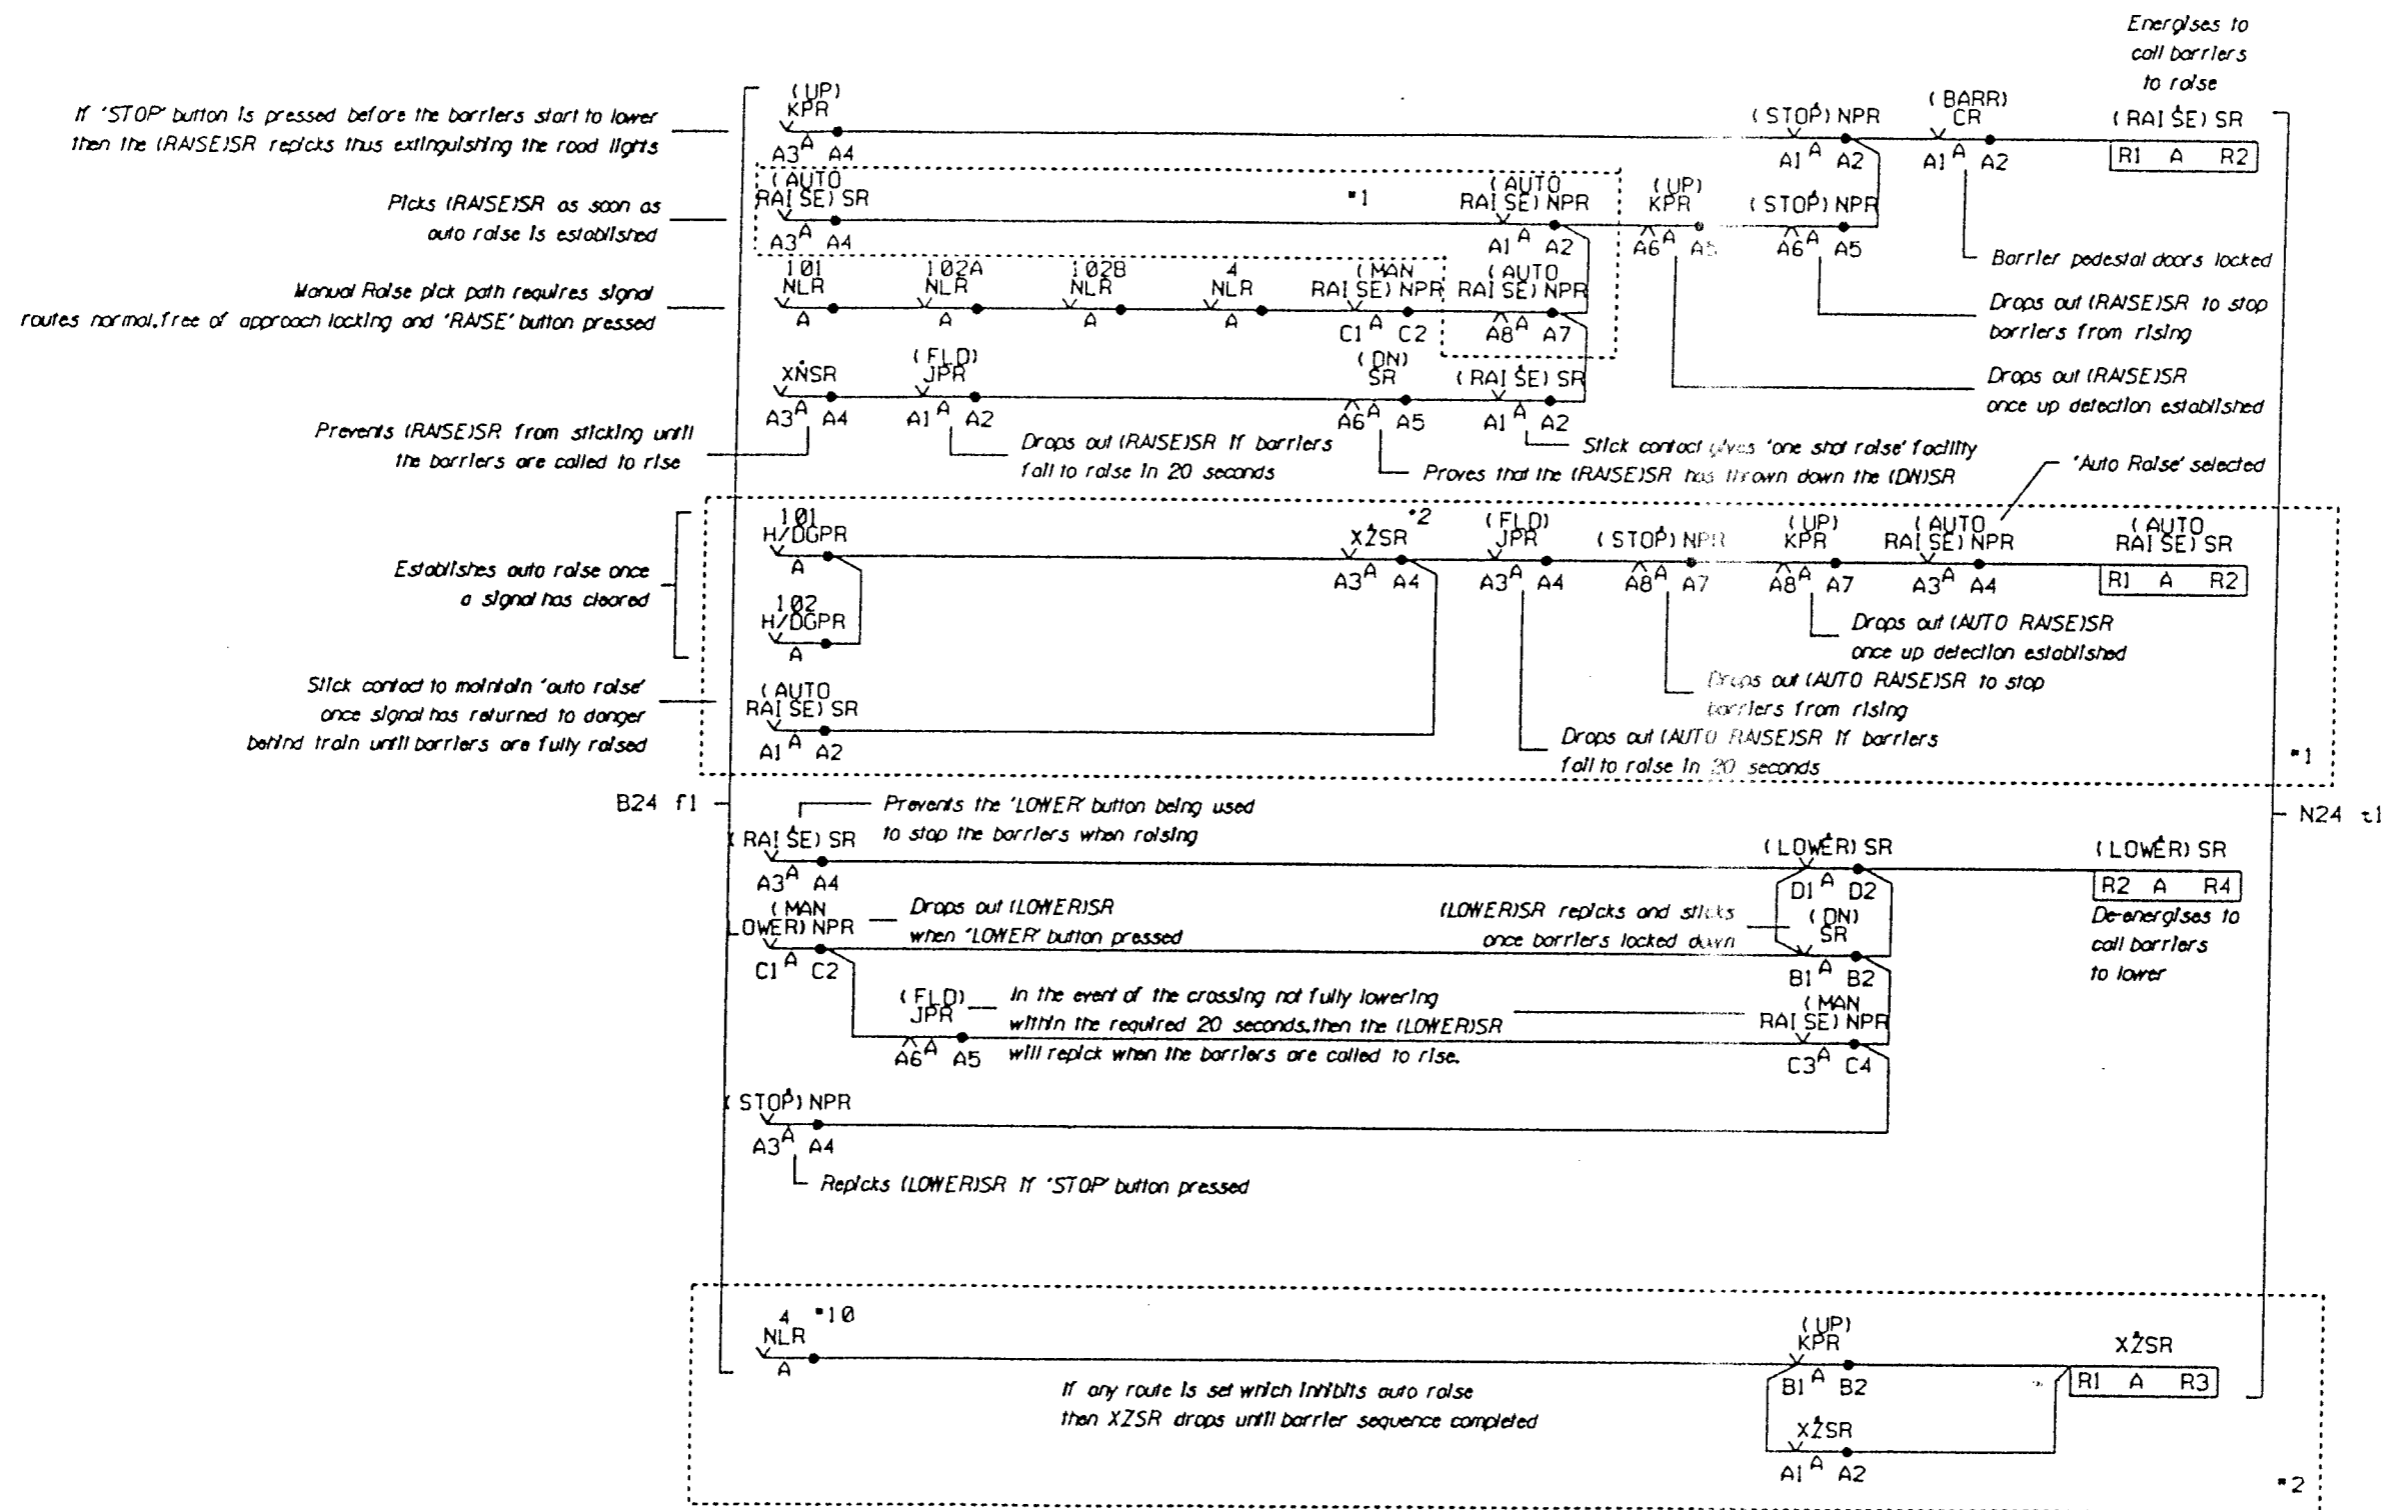 Energises to
call barriers
to raise
If 'STOP' button is pressed before the barriers start to lower
then the (RAISE)SR repicks thus extinguishing the road lights
(UP)
KPR
A3 A A4
(STOP) NPR
A1 A A2
(BARR)
CR
A1 A A2
(RAISE) SR
R1 A R2
Picks (RAISE)SR as soon as
auto raise is established
(AUTO
RAISE) SR
A3 A A4
*1
(AUTO
RAISE) NPR
A1 A A2
(UP)
KPR
A6 A A5
(STOP) NPR
A6 A A5
Barrier pedestal doors locked
Manual Raise pick path requires signal
routes normal, free of approach locking and 'RAISE' button pressed
101
NLR
A
102A
NLR
A
102B
NLR
A
4
NLR
A
(MAN
RAISE) NPR
C1 A C2
(AUTO
RAISE) NPR
A8 A A7
Drops out (RAISE)SR to stop
barriers from rising
Drops out (RAISE)SR
once up detection established
XNSR
A3 A A4
(FLD)
JPR
A1 A A2
(DN)
SR
A6 A A5
(RAISE) SR
A1 A A2
Prevents (RAISE)SR from sticking until
the barriers are called to rise
Drops out (RAISE)SR if barriers
fail to raise in 20 seconds
Stick contact gives 'one shot raise' facility
Proves that the (RAISE)SR has thrown down the (DN)SR
'Auto Raise' selected
Establishes auto raise once
a signal has cleared
101
H/DGPR
A
102
H/DGPR
A
XZSR
*2
A3 A A4
(FLD)
JPR
A3 A A4
(STOP) NPR
A8 A A7
(UP)
KPR
A8 A A7
(AUTO
RAISE) NPR
A3 A A4
(AUTO
RAISE) SR
R1 A R2
Drops out (AUTO RAISE)SR
once up detection established
Drops out (AUTO RAISE)SR to stop
barriers from rising
Drops out (AUTO RAISE)SR if barriers
fail to raise in 20 seconds
*1
Stick contact to maintain 'auto raise'
once signal has returned to danger
behind train until barriers are fully raised
(AUTO
RAISE) SR
A1 A A2
B24 f1
N24 t1
Prevents the 'LOWER' button being used
to stop the barriers when raising
(RAISE) SR
A3 A A4
(LOWER) SR
D1 A D2
(LOWER) SR
R2 A R4
De-energises to
call barriers
to lower
(MAN
LOWER) NPR
C1 A C2
Drops out (LOWER)SR
when 'LOWER' button pressed
(LOWER)SR repicks and sticks
once barriers locked down
(DN)
SR
B1 A B2
(FLD)
JPR
A6 A A5
In the event of the crossing not fully lowering
within the required 20 seconds, then the (LOWER)SR
will repick when the barriers are called to rise.
(MAN
RAISE) NPR
C3 A C4
(STOP) NPR
A3 A A4
Repicks (LOWER)SR if 'STOP' button pressed
4 *10
NLR
A
If any route is set which inhibits auto raise
then XZSR drops until barrier sequence completed
(UP)
KPR
B1 A B2
XZSR
R1 A R3
XZSR
A1 A A2
*2